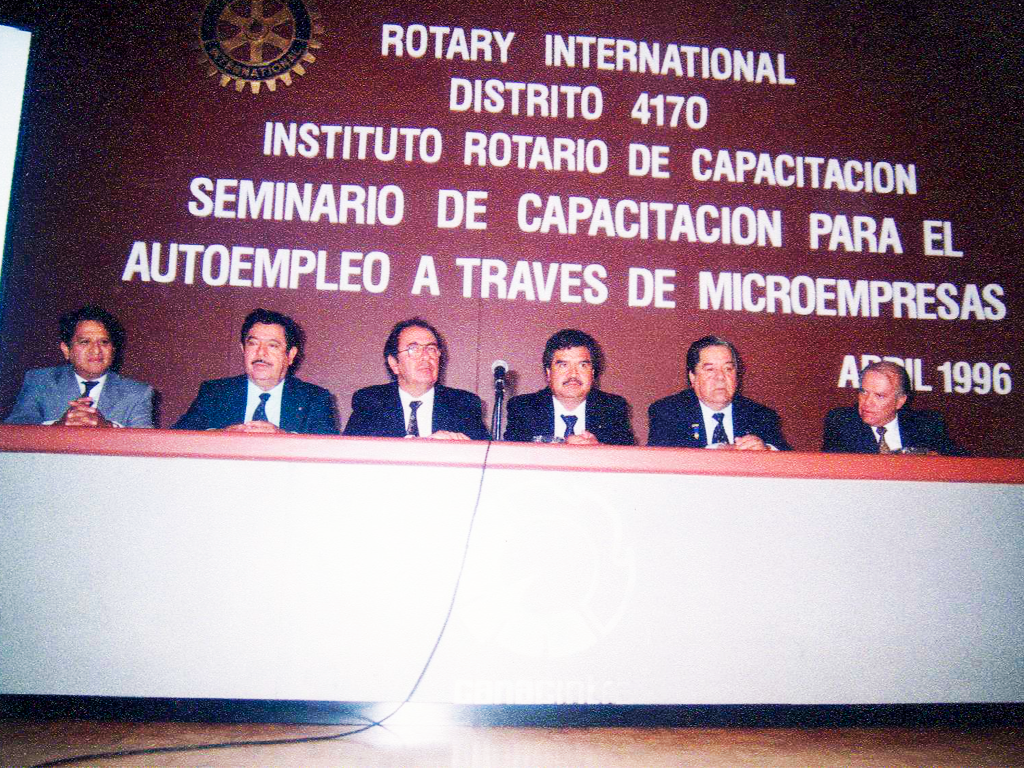 INTERNATIONAL
ROTARY INTERNATIONAL
DISTRITO 4170
INSTITUTO ROTARIO DE CAPACITACION
SEMINARIO DE CAPACITACION PARA EL
AUTOEMPLEO A TRAVES DE MICROEMPRESAS
ABRIL 1996